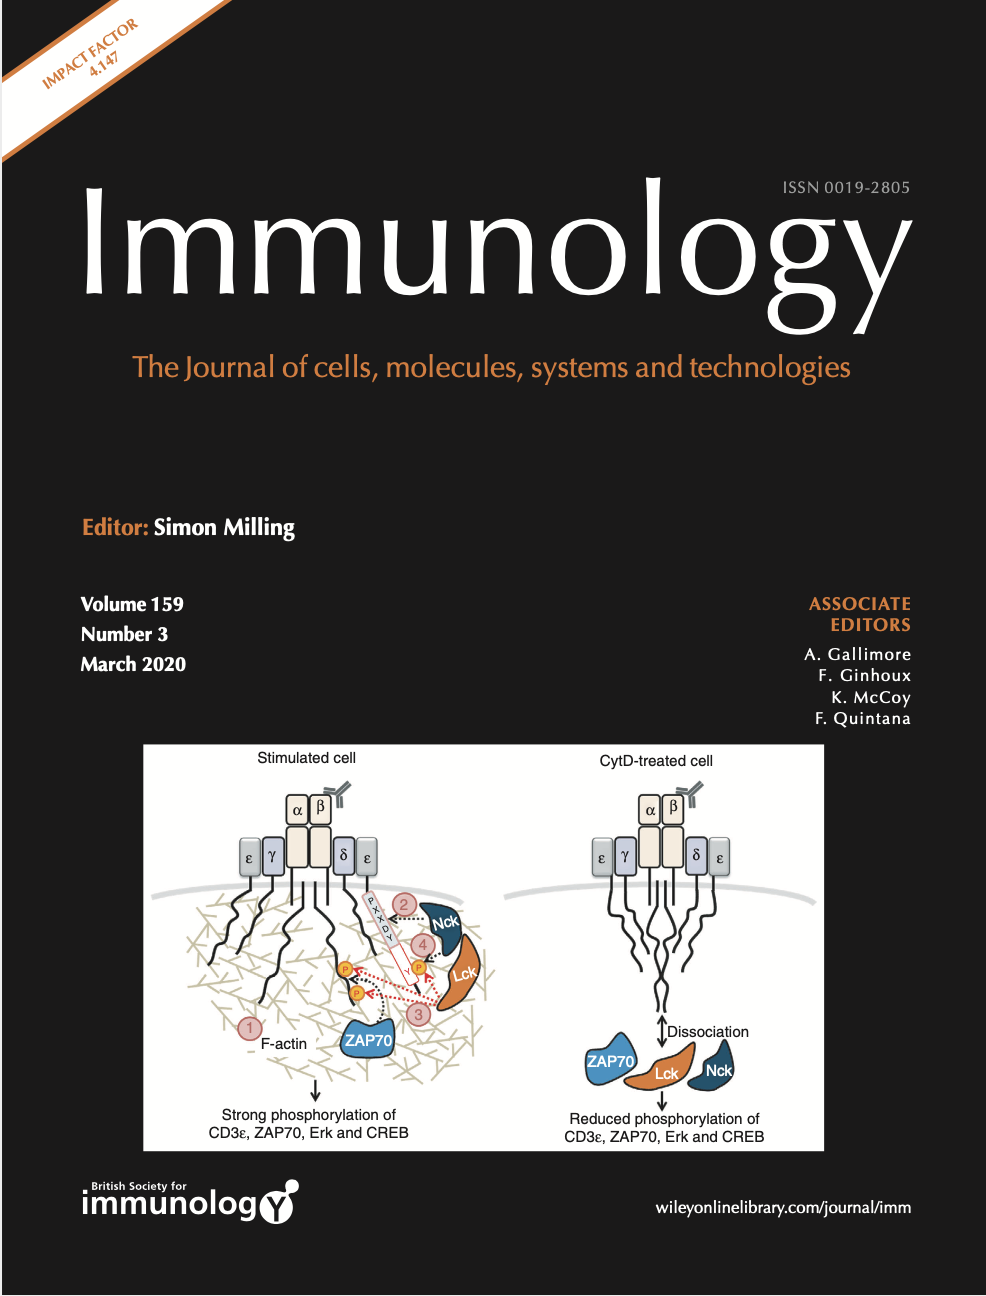 IMPACT FACTOR
4.147
ISSN 0019-2805
Immunology
The Journal of cells, molecules, systems and technologies
Editor: Simon Milling
Volume 159
Number 3
March 2020
ASSOCIATE
EDITORS
A. Gallimore
F. Ginhoux
K. McCoy
F. Quintana
Stimulated cell
α β
ε γ δ ε
P X X D Y
2
Nck
4
Y P
Lck
P
P
3
1
F-actin
ZAP70
Strong phosphorylation of
CD3ε, ZAP70, Erk and CREB
CytD-treated cell
α β
ε γ δ ε
Dissociation
ZAP70
Lck
Nck
Reduced phosphorylation of
CD3ε, ZAP70, Erk and CREB
British Society for
immunology
wileyonlinelibrary.com/journal/imm